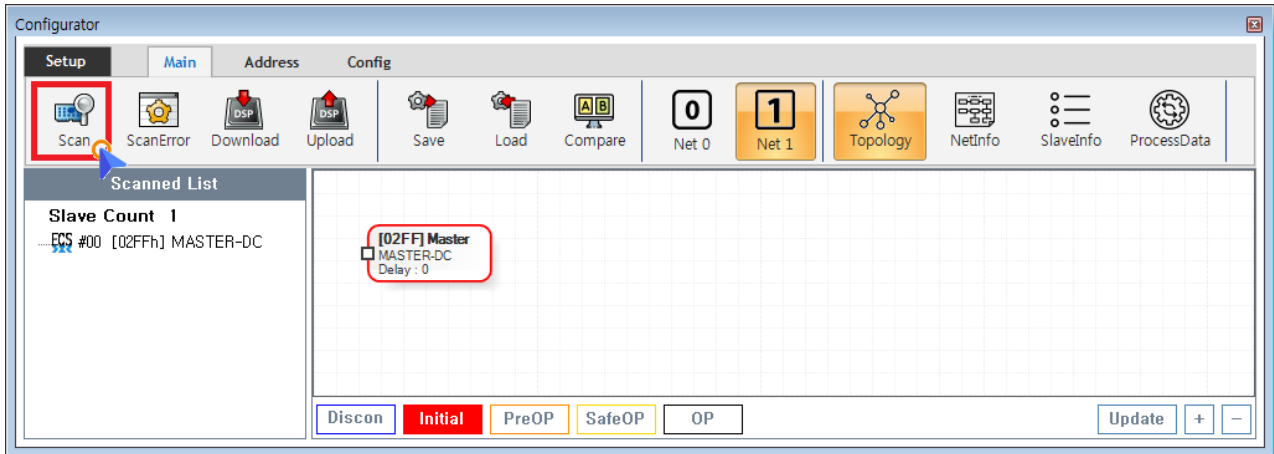 Configurator
Setup Main Address Config
DSP DSP A B 0 1
Scan ScanError Download Upload Save Load Compare Net 0 Net 1 Topology NetInfo SlaveInfo ProcessData
Scanned List
Slave Count 1
ECS #00 [02FFh] MASTER-DC
[02FF] Master
MASTER-DC
Delay : 0
Discon Initial PreOP SafeOP OP Update + −